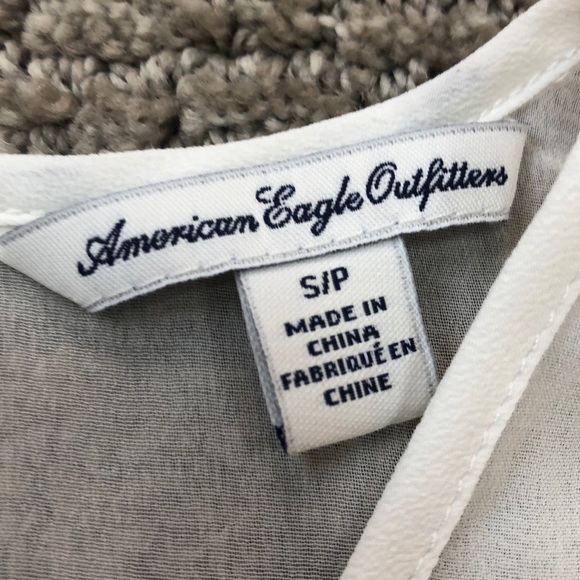 American Eagle Outfitters
S/P
MADE IN
CHINA
FABRIQUÉ EN
CHINE